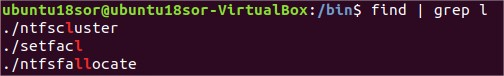 ubuntu18sor@ubuntu18sor-VirtualBox:/bin$ find | grep l
./ntfscluster
./setfacl
./ntfsfallocate